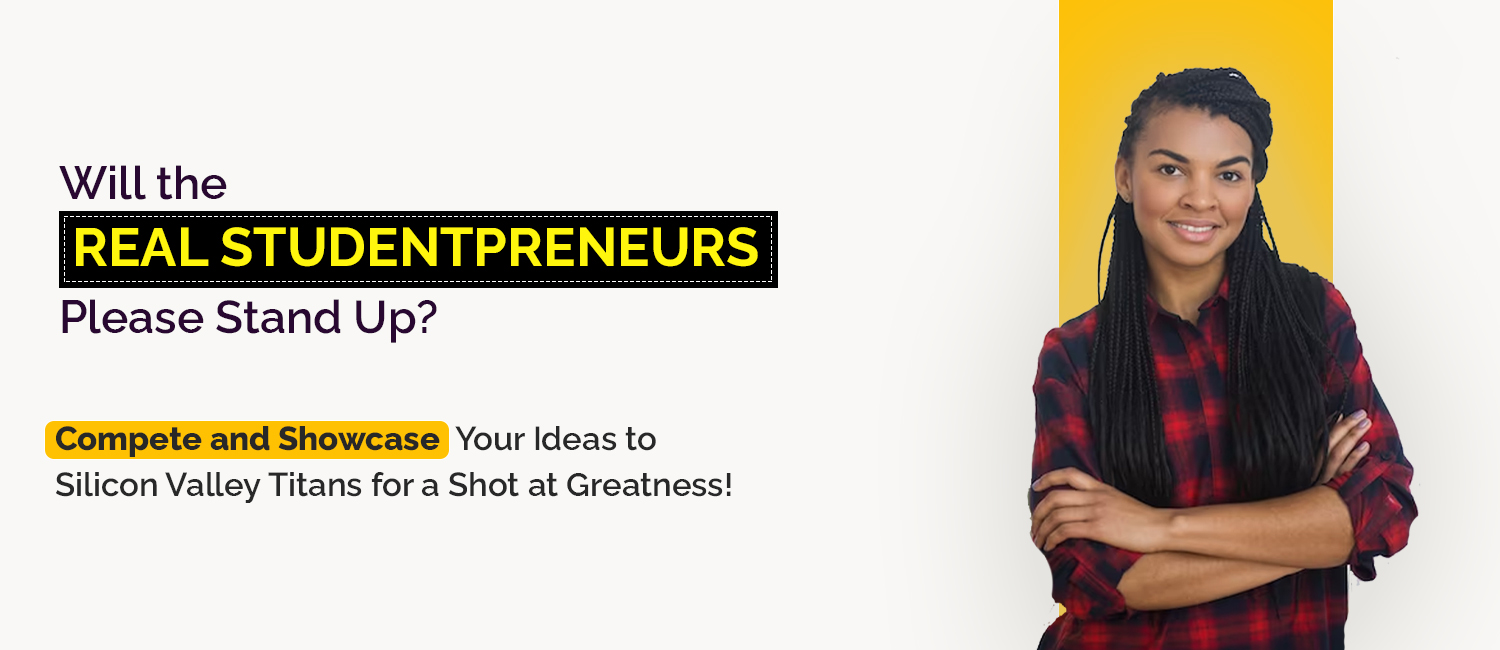 Will the
REAL STUDENTPRENEURS
Please Stand Up?
Compete and Showcase Your Ideas to
Silicon Valley Titans for a Shot at Greatness!